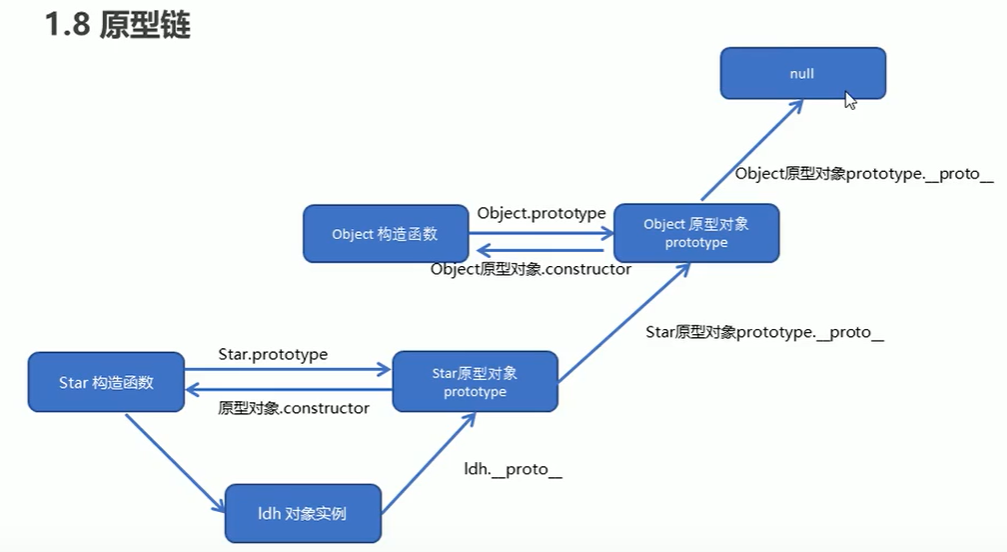 1.8 原型链
null
Object原型对象prototype.__proto__
Object 构造函数
Object.prototype
Object 原型对象
prototype
Object原型对象.constructor
Star原型对象prototype.__proto__
Star 构造函数
Star.prototype
Star原型对象
prototype
原型对象.constructor
ldh.__proto__
ldh 对象实例